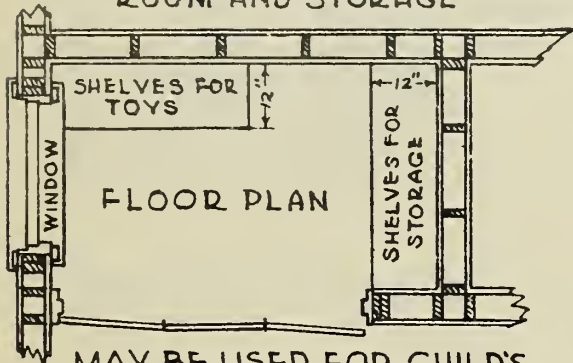 ROOM AND STORAGE
SHELVES FOR
TOYS
12"
12"
SHELVES FOR
STORAGE
WINDOW
FLOOR PLAN
MAY BE USED FOR CHILD'S